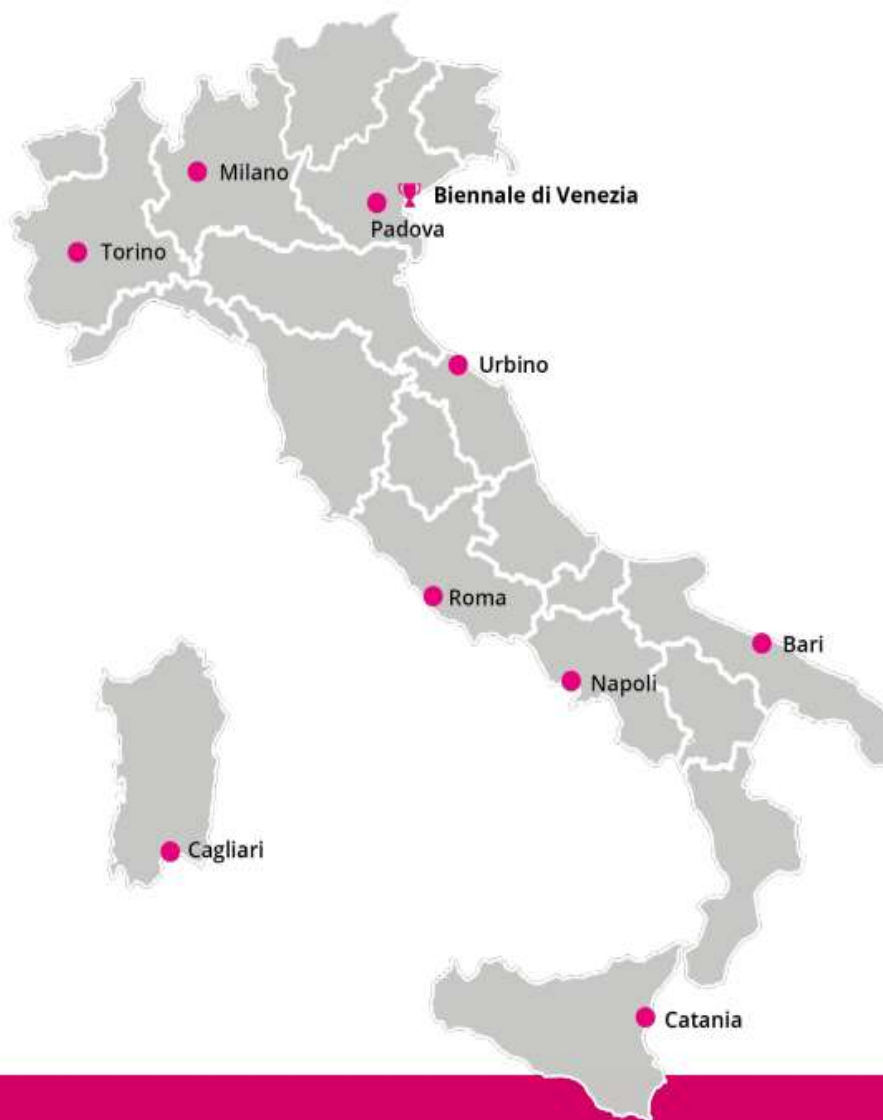 Milano
Biennale di Venezia
Padova
Torino
Urbino
Roma
Bari
Napoli
Cagliari
Catania